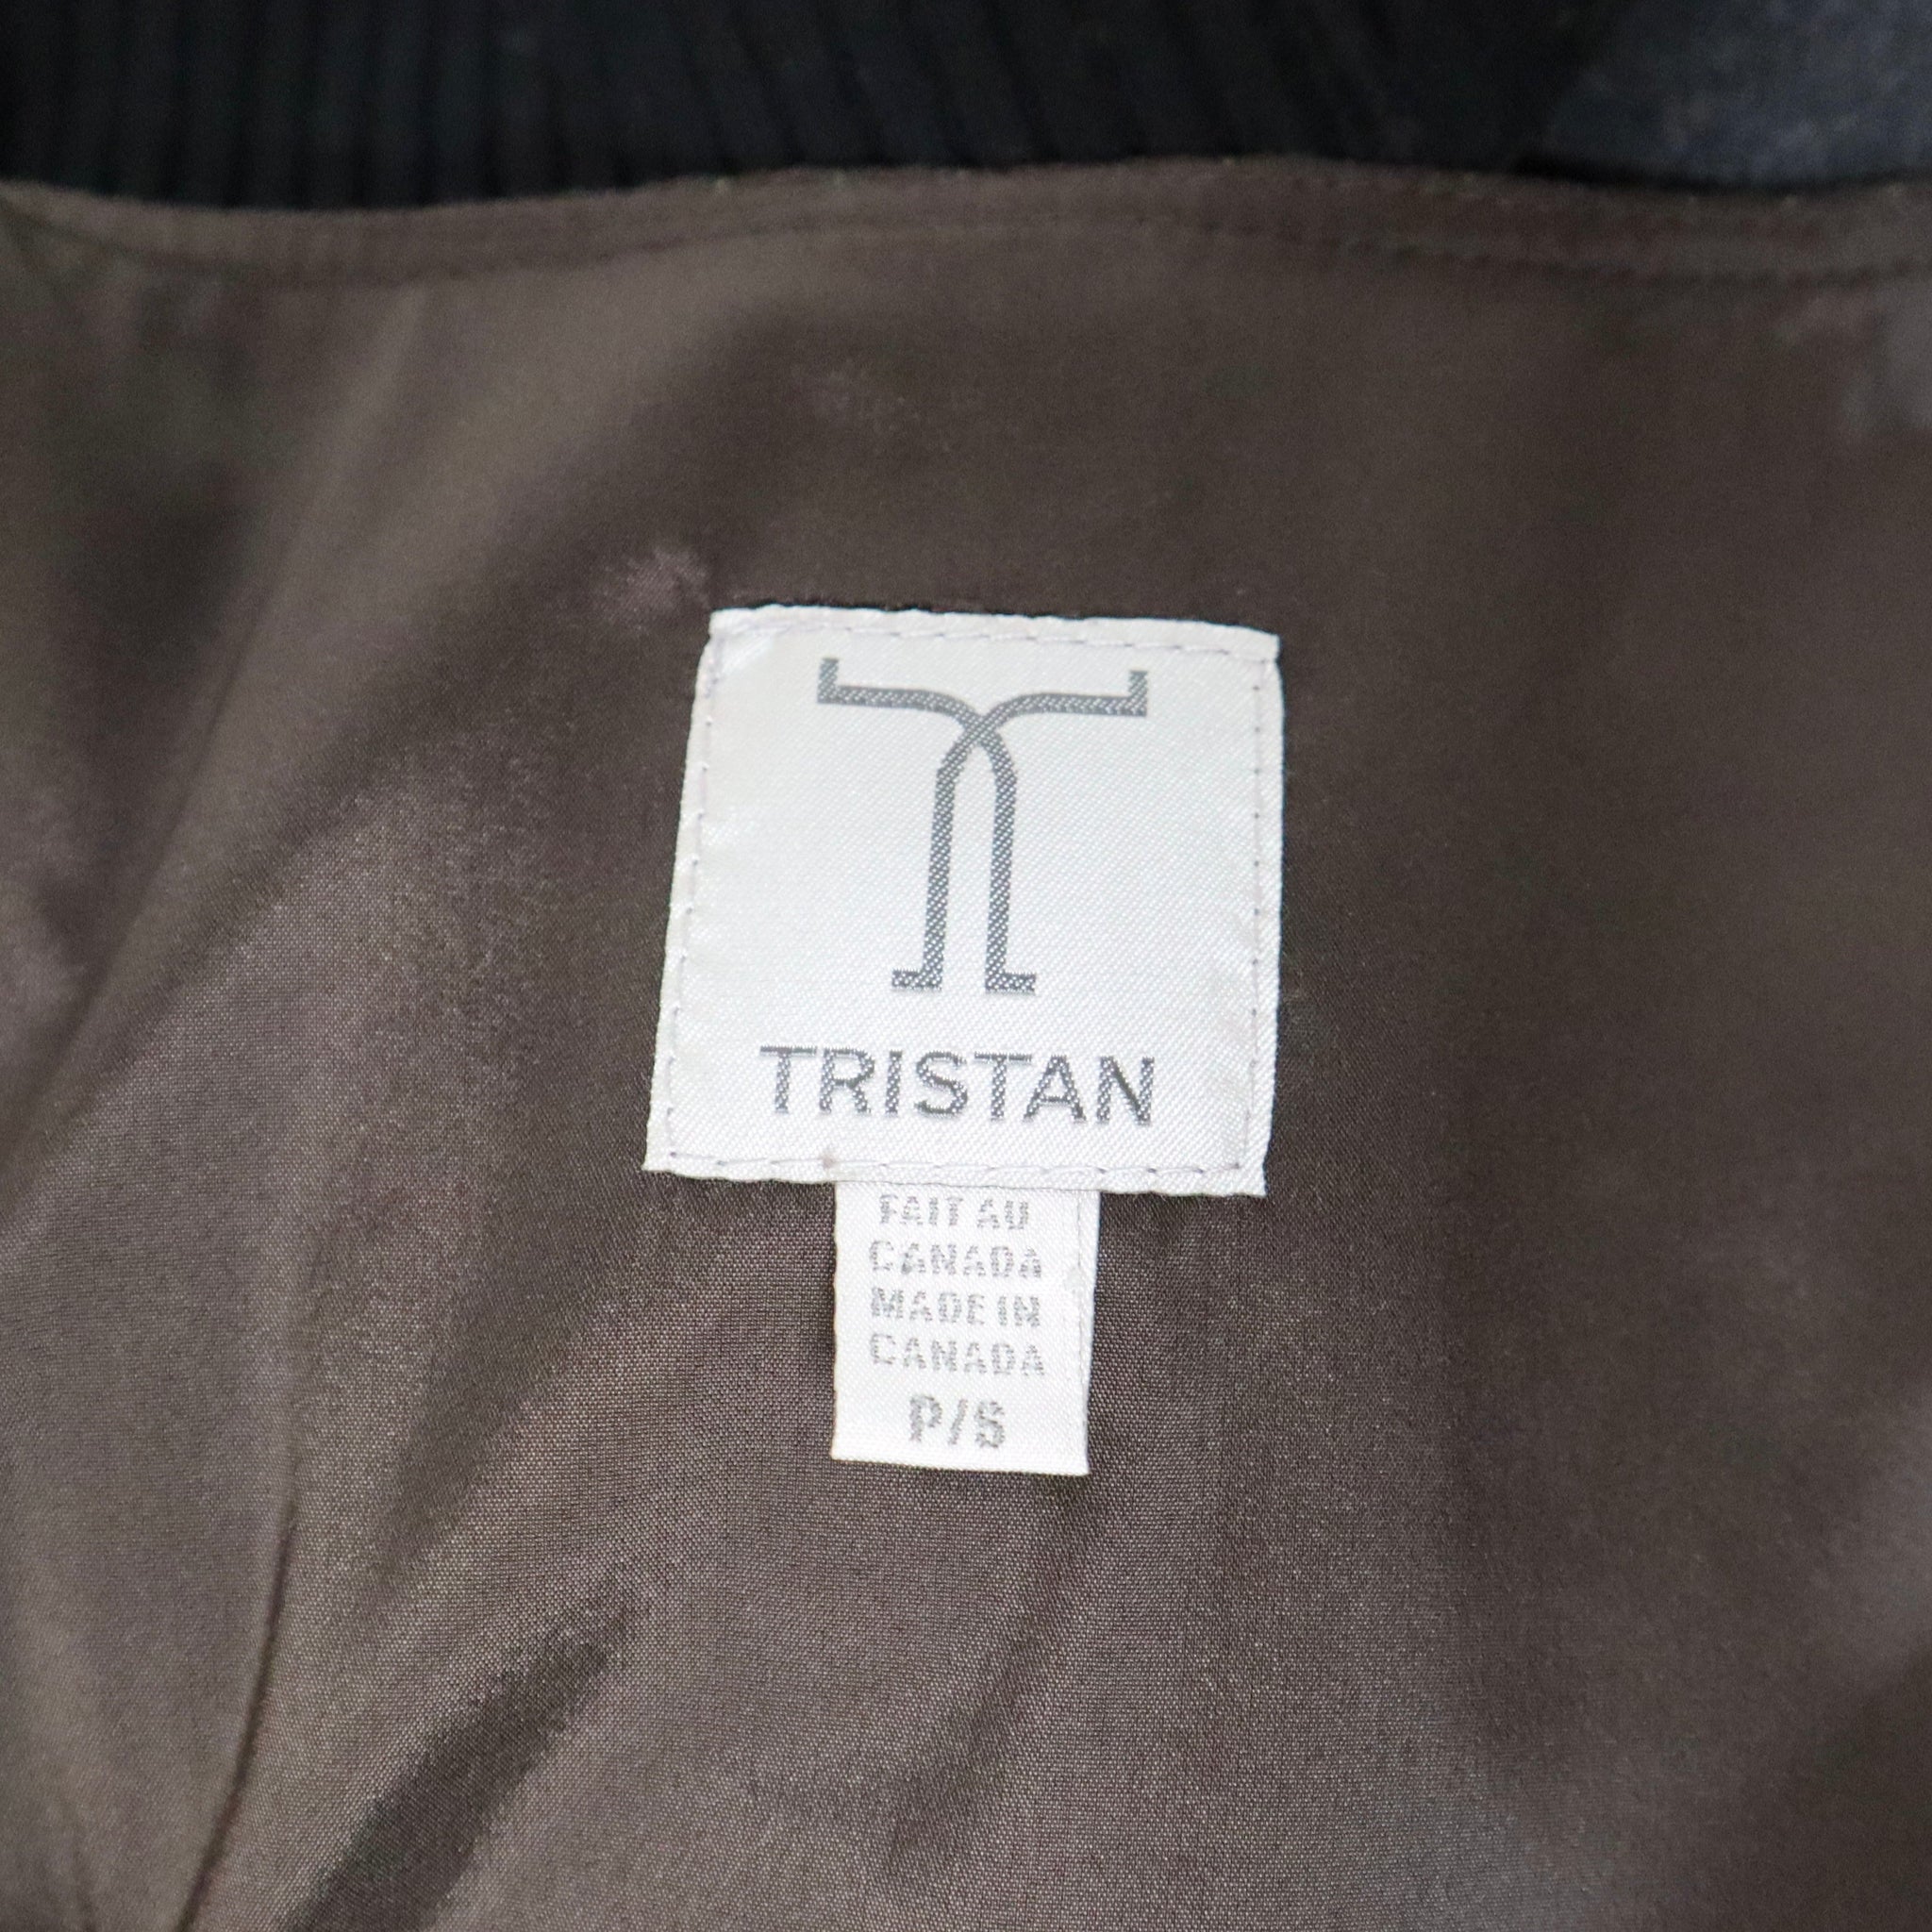 TRISTAN
FAIT AU
CANADA
MADE IN
CANADA
P/S